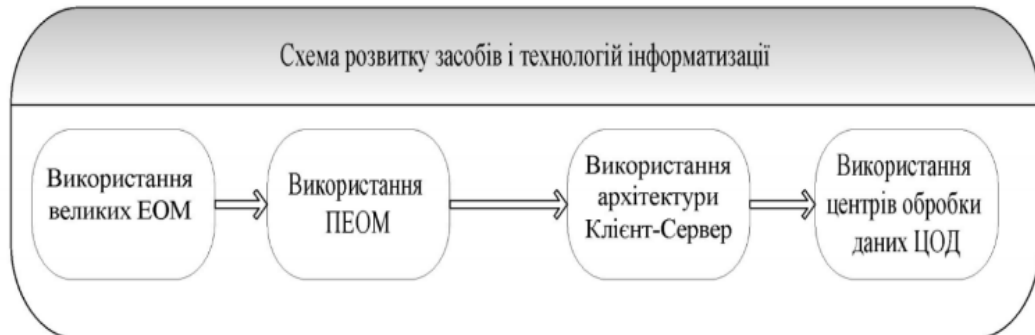 Схема розвитку засобів і технологій інформатизації
Використання
великих ЕОМ
Використання
ПЕОМ
Використання
архітектури
Клієнт-Сервер
Використання
центрів обробки
даних ЦОД